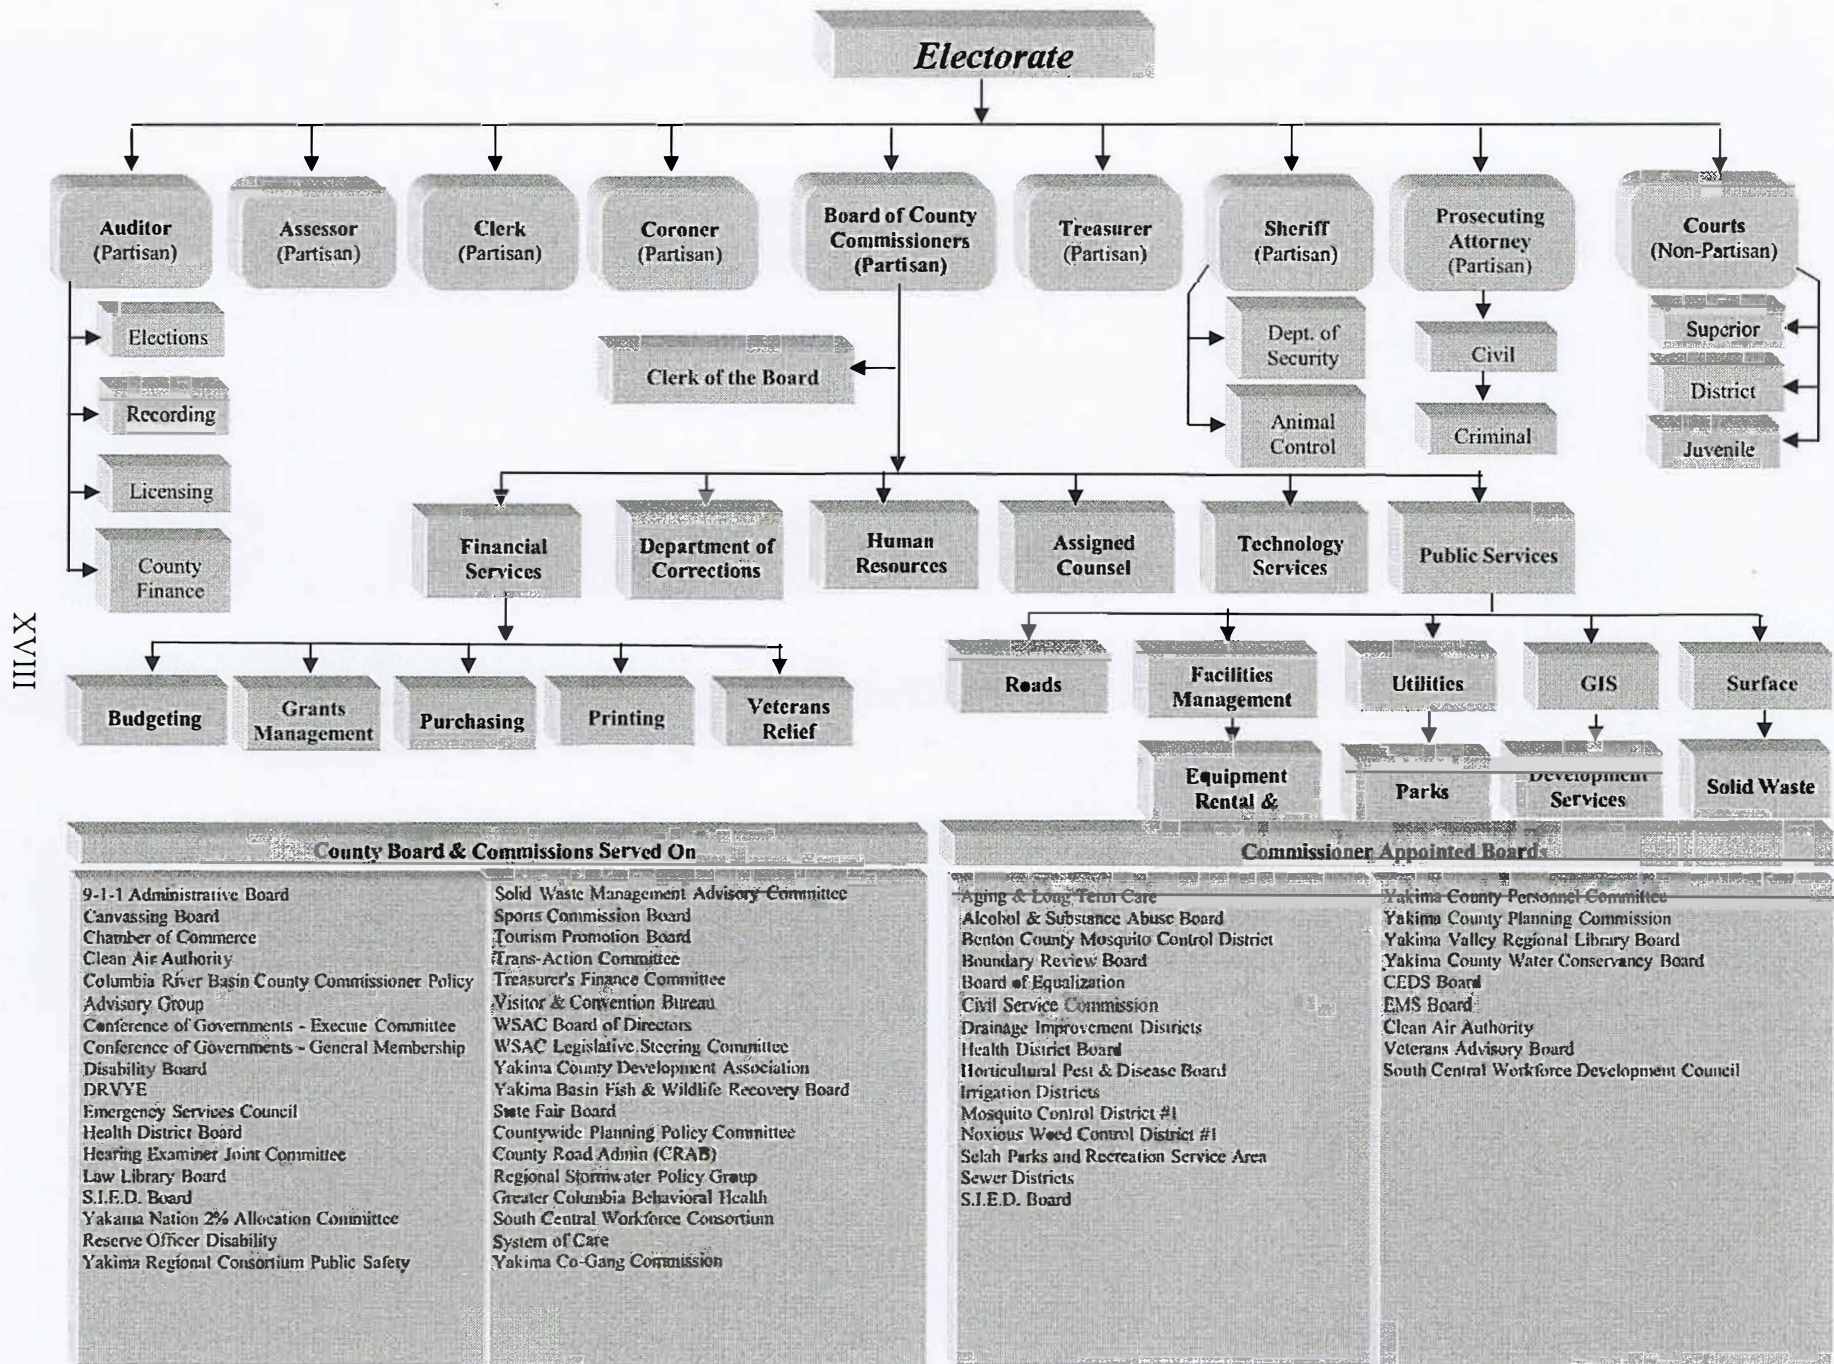 Electorate
Auditor
(Partisan)
Assessor
(Partisan)
Clerk
(Partisan)
Coroner
(Partisan)
Board of County
Commissioners
(Partisan)
Treasurer
(Partisan)
Sheriff
(Partisan)
Prosecuting
Attorney
(Partisan)
Courts
(Non-Partisan)
Elections
Recording
Licensing
County
Finance
Clerk of the Board
Dept. of
Security
Animal
Control
Civil
Criminal
Superior
District
Juvenile
Financial
Services
Department of
Corrections
Human
Resources
Assigned
Counsel
Technology
Services
Public Services
Budgeting
Grants
Management
Purchasing
Printing
Veterans
Relief
Roads
Facilities
Management
Utilities
GIS
Surface
Equipment
Rental &
Parks
Development
Services
Solid Waste
XVIII
County Board & Commissions Served On
9-1-1 Administrative Board
Canvassing Board
Chamber of Commerce
Clean Air Authority
Columbia River Basin County Commissioner Policy
Advisory Group
Conference of Governments - Execute Committee
Conference of Governments - General Membership
Disability Board
DRVYE
Emergency Services Council
Health District Board
Hearing Examiner Joint Committee
Law Library Board
S.I.E.D. Board
Yakama Nation 2% Allocation Committee
Reserve Officer Disability
Yakima Regional Consortium Public Safety
Solid Waste Management Advisory Committee
Sports Commission Board
Tourism Promotion Board
Trans-Action Committee
Treasurer's Finance Committee
Visitor & Convention Bureau
WSAC Board of Directors
WSAC Legislative Steering Committee
Yakima County Development Association
Yakima Basin Fish & Wildlife Recovery Board
State Fair Board
Countywide Planning Policy Committee
County Road Admin (CRAB)
Regional Stormwater Policy Group
Greater Columbia Behavioral Health
South Central Workforce Consortium
System of Care
Yakima Co-Gang Commission
Commissioner Appointed Boards
Aging & Long Term Care
Alcohol & Substance Abuse Board
Benton County Mosquito Control District
Boundary Review Board
Board of Equalization
Civil Service Commission
Drainage Improvement Districts
Health District Board
Horticultural Pest & Disease Board
Irrigation Districts
Mosquito Control District #1
Noxious Weed Control District #1
Selah Parks and Recreation Service Area
Sewer Districts
S.I.E.D. Board
Yakima County Personnel Committee
Yakima County Planning Commission
Yakima Valley Regional Library Board
Yakima County Water Conservancy Board
CEDS Board
EMS Board
Clean Air Authority
Veterans Advisory Board
South Central Workforce Development Council